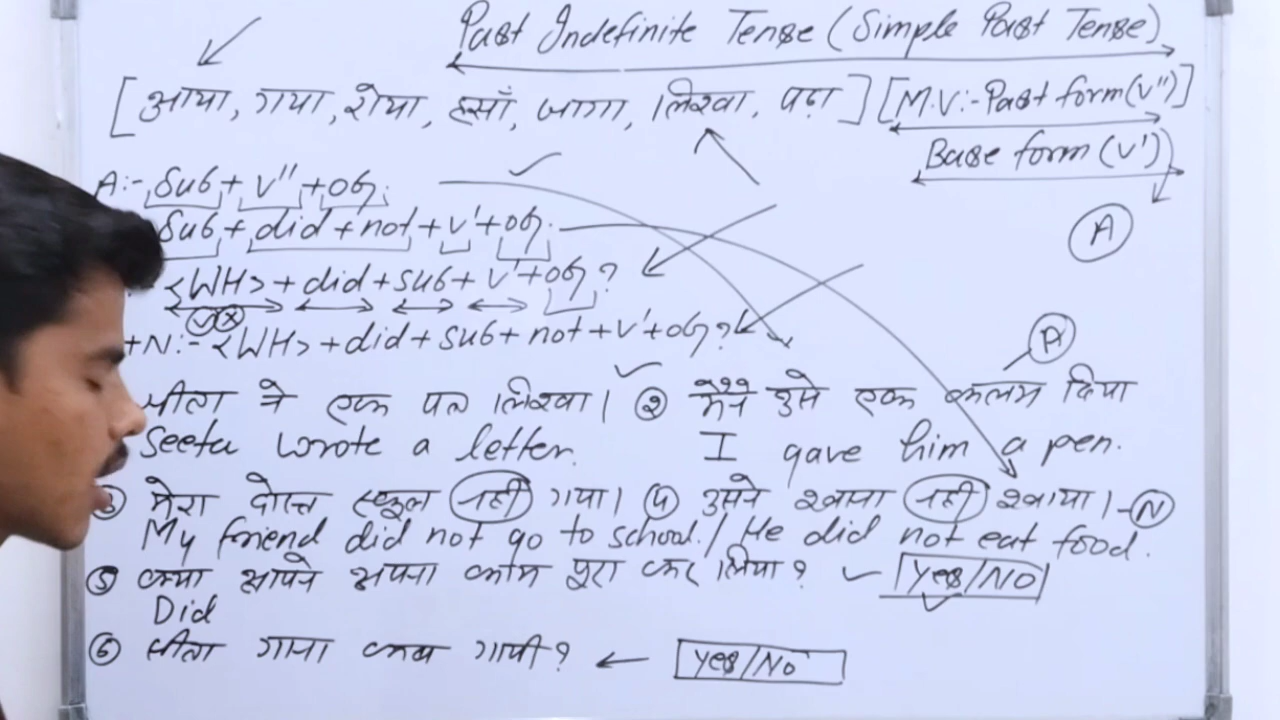 Past Indefinite Tense (Simple Past Tense)
[आया, गया, रोया, हसाँ, जागा, लिखा, पढ़ा] [M.V:- Past form(v'')]
Base form (v')
A:- Sub + v'' + obj.
Sub + did + not + v' + obj.
<WH> + did + sub + v' + obj ?
+N:- <WH> + did + sub + not + v' + obj ?
A
सीता ने एक पत्र लिखा। ② मैंने उसे एक कलम दिया
Seeta wrote a letter. I gave him a pen.
③ मेरा दोस्त स्कूल नहीं गया। ④ उसने खाना नहीं खाया। - N
My friend did not go to school. / He did not eat food.
⑤ क्या आपने अपना काम पूरा कर लिया? Yes/No
Did
⑥ सीता गाना कब गायी? Yes/No